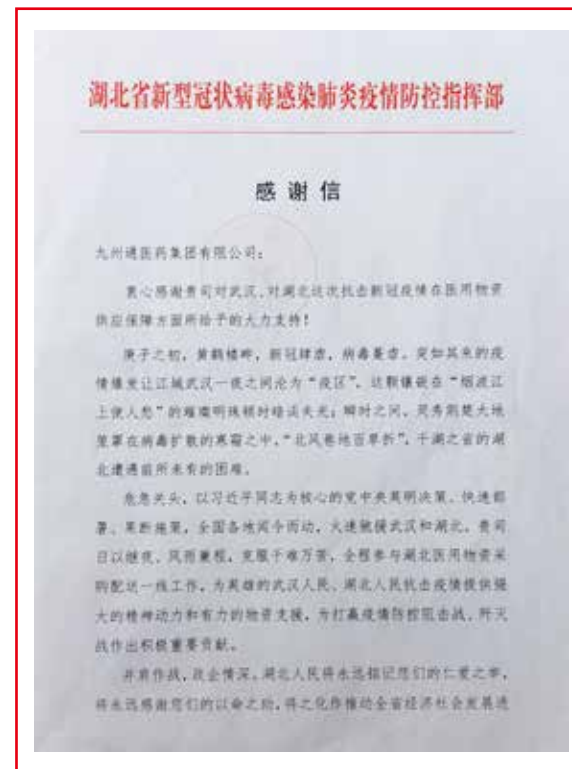 湖北省新型冠状病毒感染肺炎疫情防控指挥部
感谢信
九州通医药集团有限公司：
衷心感谢贵司对武汉、对湖北这次抗击新冠疫情在医用物资
供应保障方面所给予的大力支持！
庚子之初，黄鹤楼畔，新冠肆虐，病毒蔓虐。突如其来的疫
情爆发让江城武汉一夜之间沦为“疫区”，这颗镶嵌在“烟波江
上使人愁”的璀璨明珠顿时暗淡失光；瞬时之间，灵秀荆楚大地
笼罩在病毒扩散的寒霜之中，“北风卷地百草折”，千湖之省的湖
北遭遇前所未有的困难。
危急关头，以习近平同志为核心的党中央英明决策、快速部
署、果断施策，全国各地闻令而动，火速驰援武汉和湖北。贵司
日以继夜、风雨兼程，克服千难万苦，全程参与湖北医用物资采
购配送一线工作，为英雄的武汉人民、湖北人民抗击疫情提供强
大的精神动力和有力的物资支援，为打赢疫情防控阻击战、歼灭
战作出积极重要贡献。
并肩作战，政企情深。湖北人民将永远铭记您们的仁爱之举，
将永远感谢您们的以命之助，将之化作推动全省经济社会发展进